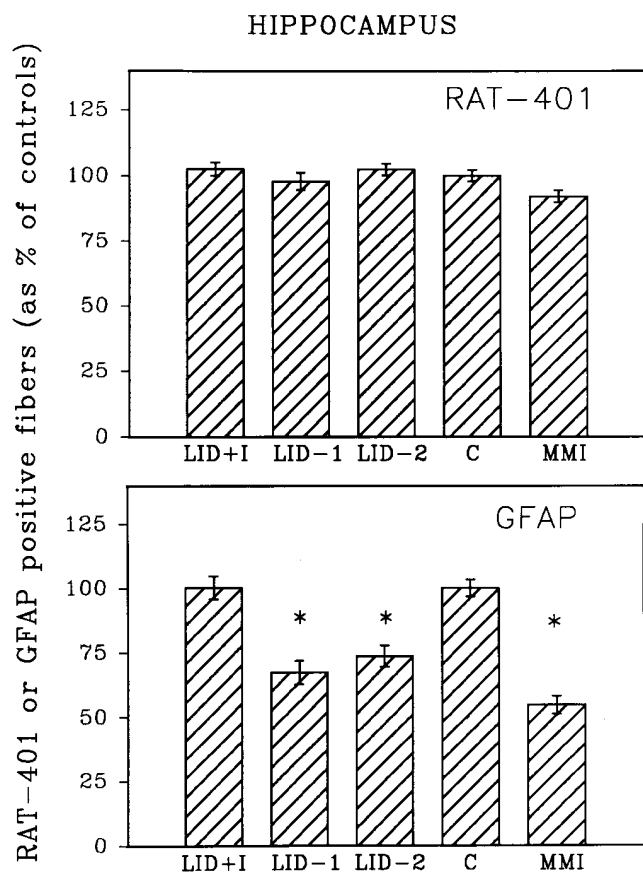 HIPPOCAMPUS
RAT-401 or GFAP positive fibers (as % of controls)
RAT-401
125
100
75
50
25
0
LID+I LID-1 LID-2 C MMI
GFAP
125
100
75
50
25
0
* * *
LID+I LID-1 LID-2 C MMI